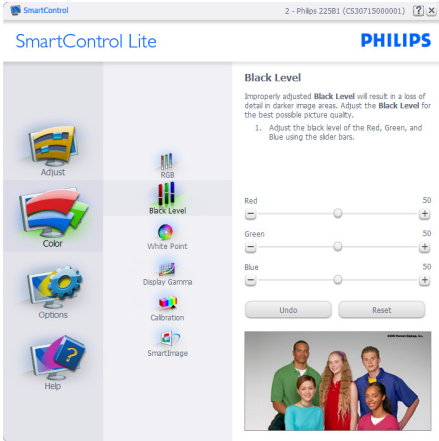 SmartControl
2 - Philips 225B1 (CS30715000001)
SmartControl Lite
PHILIPS
Adjust
Color
Options
Help
RGB
Black Level
White Point
Display Gamma
Calibration
SmartImage
Black Level
Improperly adjusted Black Level will result in a loss of
detail in darker image areas. Adjust the Black Level for
the best possible picture quality.
1. Adjust the black level of the Red, Green, and
Blue using the slider bars.
Red 50
Green 50
Blue 50
Undo Reset